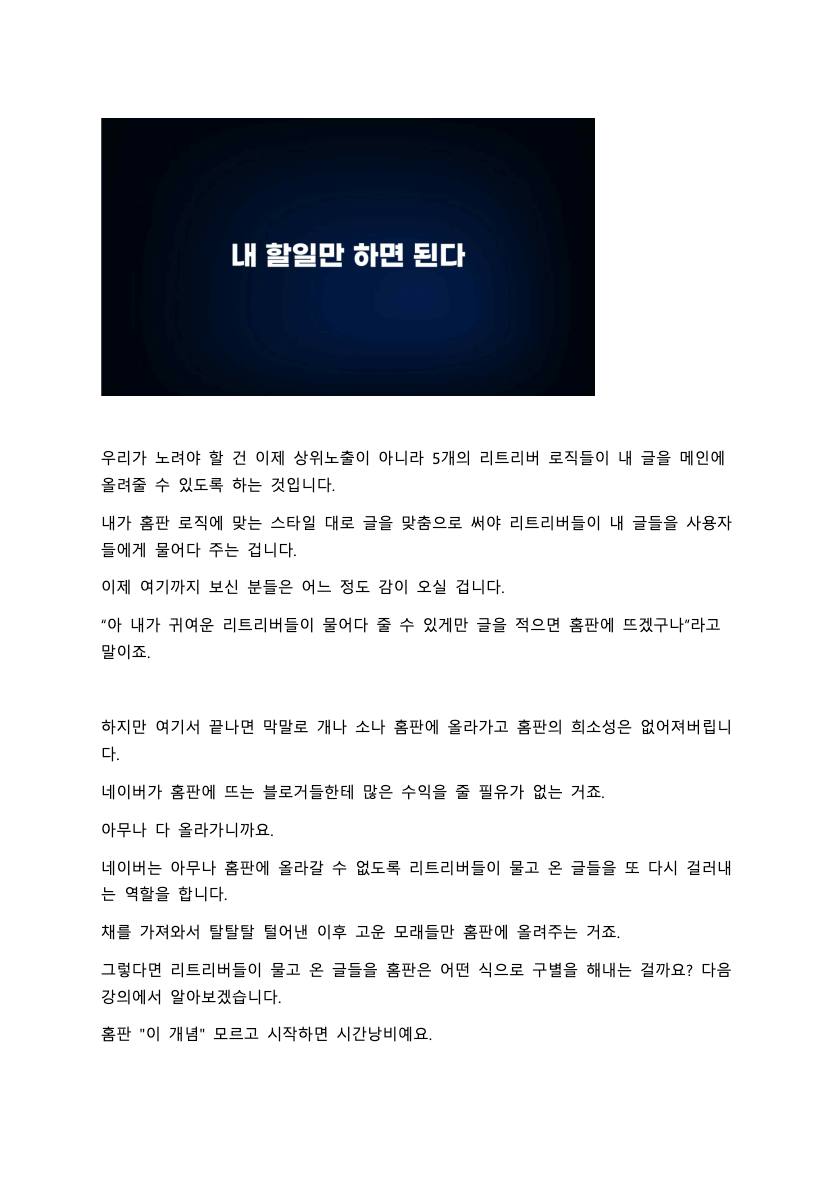 내 할일만 하면 된다
우리가 노려야 할 건 이제 상위노출이 아니라 5개의 리트리버 로직들이 내 글을 메인에
올려줄 수 있도록 하는 것입니다.
내가 홈판 로직에 맞는 스타일 대로 글을 맞춤으로 써야 리트리버들이 내 글들을 사용자
들에게 물어다 주는 겁니다.
이제 여기까지 보신 분들은 어느 정도 감이 오실 겁니다.
“아 내가 귀여운 리트리버들이 물어다 줄 수 있게만 글을 적으면 홈판에 뜨겠구나”라고
말이죠.
하지만 여기서 끝나면 막말로 개나 소나 홈판에 올라가고 홈판의 희소성은 없어져버립니
다.
네이버가 홈판에 뜨는 블로거들한테 많은 수익을 줄 필유가 없는 거죠.
아무나 다 올라가니까요.
네이버는 아무나 홈판에 올라갈 수 없도록 리트리버들이 물고 온 글들을 또 다시 걸러내
는 역할을 합니다.
채를 가져와서 탈탈탈 털어낸 이후 고운 모래들만 홈판에 올려주는 거죠.
그렇다면 리트리버들이 물고 온 글들을 홈판은 어떤 식으로 구별을 해내는 걸까요? 다음
강의에서 알아보겠습니다.
홈판 "이 개념" 모르고 시작하면 시간낭비예요.